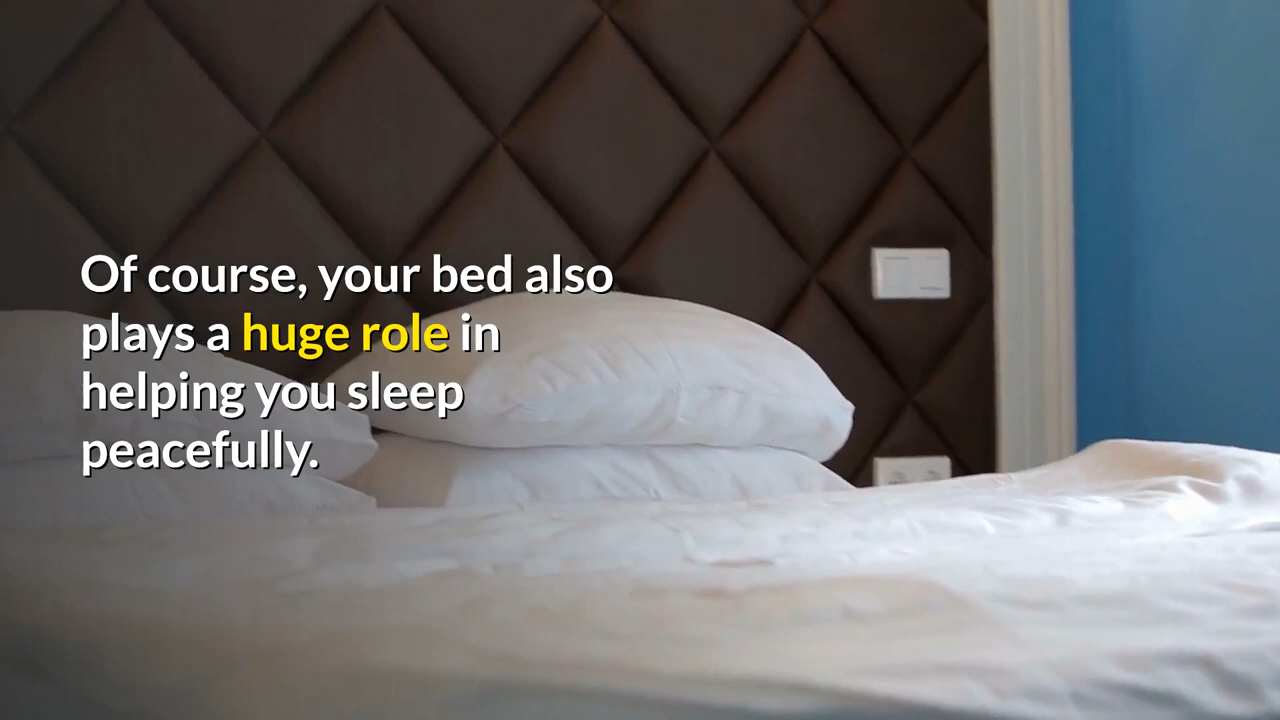 Of course, your bed also
plays a huge role in
helping you sleep
peacefully.